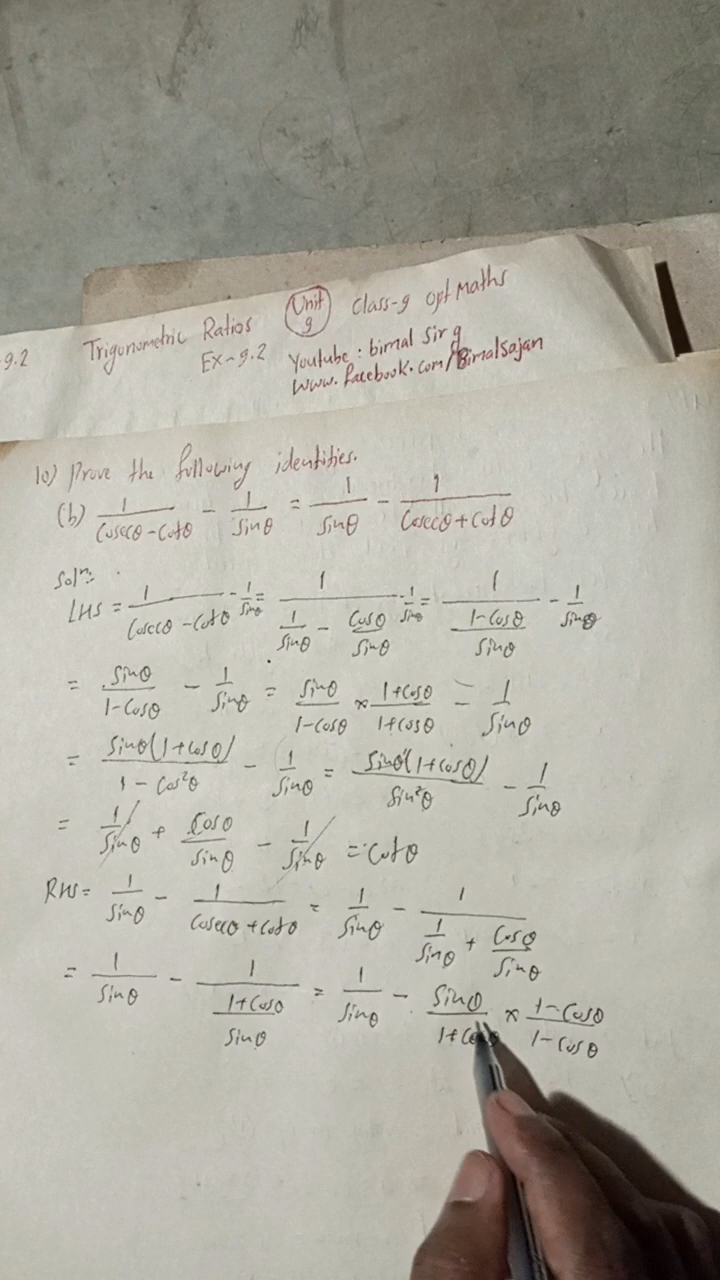 9.2 Trigonometric Ratios Unit 9 Class-9 Opt Maths
Ex-9.2 Youtube: bimal sir g
www.facebook.com/Bimalsajan
10) Prove the following identities.
(b) 1/(Cosecθ-Cotθ) - 1/Sinθ = 1/Sinθ - 1/(Cosecθ+Cotθ)
Solⁿ:
LHS = 1/(Cosecθ-Cotθ) - 1/Sinθ = 1/(1/Sinθ - Cosθ/Sinθ) - 1/Sinθ = 1/((1-Cosθ)/Sinθ) - 1/Sinθ
= Sinθ/(1-Cosθ) - 1/Sinθ = Sinθ/(1-Cosθ) × (1+Cosθ)/(1+Cosθ) - 1/Sinθ
= Sinθ(1+Cosθ)/(1-Cos²θ) - 1/Sinθ = Sinθ(1+Cosθ)/Sin²θ - 1/Sinθ
= 1/Sinθ + Cosθ/Sinθ - 1/Sinθ = Cotθ
RHS = 1/Sinθ - 1/(Cosecθ+Cotθ) = 1/Sinθ - 1/(1/Sinθ + Cosθ/Sinθ)
= 1/Sinθ - 1/((1+Cosθ)/Sinθ) = 1/Sinθ - Sinθ/(1+Cosθ) × (1-Cosθ)/(1-Cosθ)